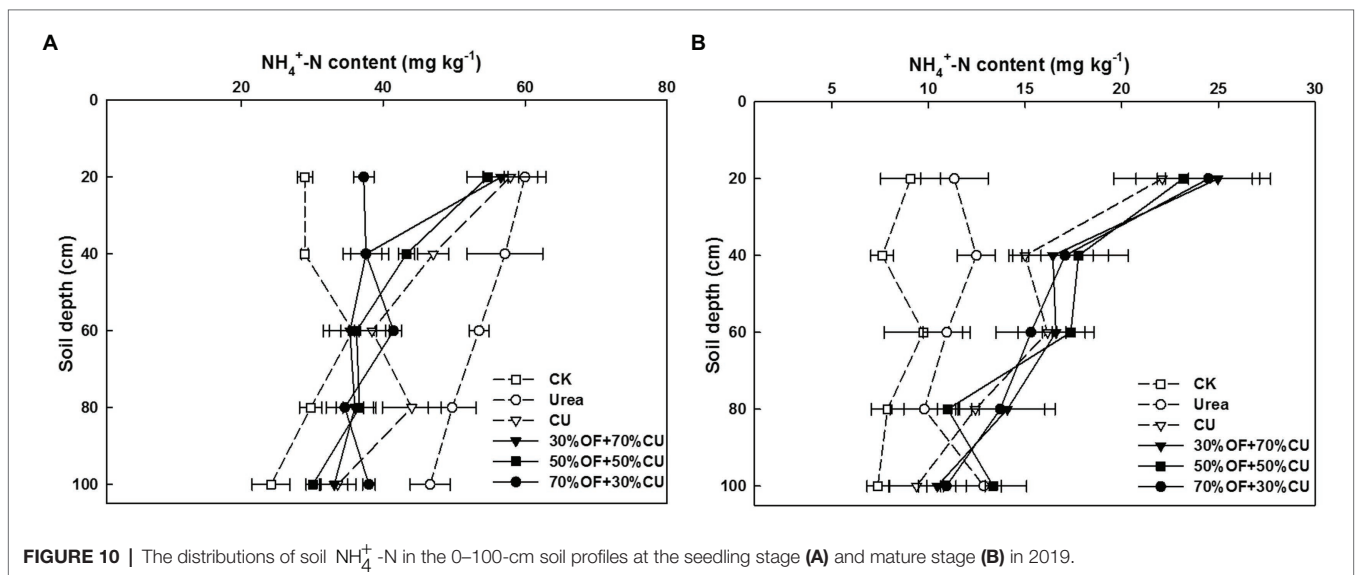 A
NH₄⁺-N content (mg kg⁻¹)
20 40 60 80
0
20
40
60
80
100
Soil depth (cm)
CK
Urea
CU
30%OF+70%CU
50%OF+50%CU
70%OF+30%CU
B
NH₄⁺-N content (mg kg⁻¹)
5 10 15 20 25 30
0
20
40
60
80
100
Soil depth (cm)
CK
Urea
CU
30%OF+70%CU
50%OF+50%CU
70%OF+30%CU
FIGURE 10 | The distributions of soil NH₄⁺ -N in the 0–100-cm soil profiles at the seedling stage (A) and mature stage (B) in 2019.